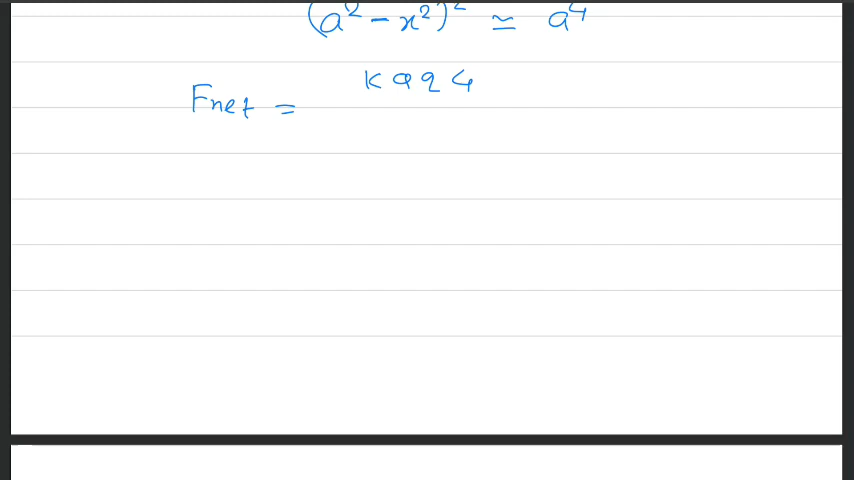 (a² - x²)² ≃ a⁴
K Q q 4
Fnet =